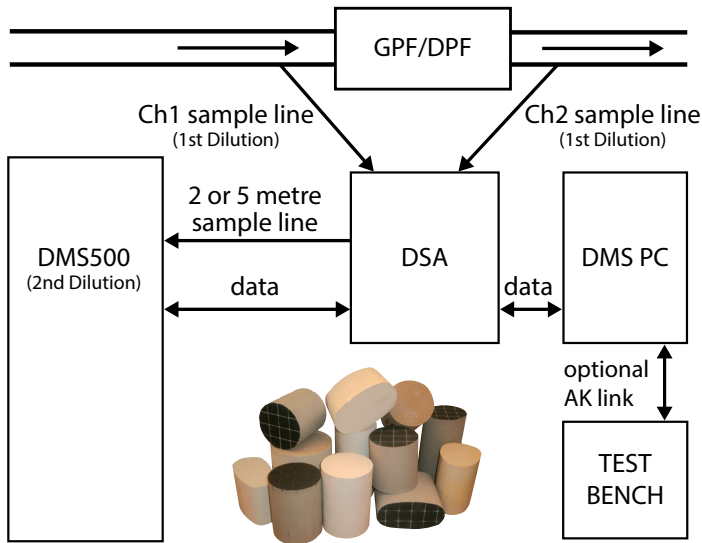 GPF/DPF
Ch1 sample line
(1st Dilution)
Ch2 sample line
(1st Dilution)
2 or 5 metre
sample line
DMS500
(2nd Dilution)
data
DSA
data
DMS PC
optional
AK link
TEST
BENCH